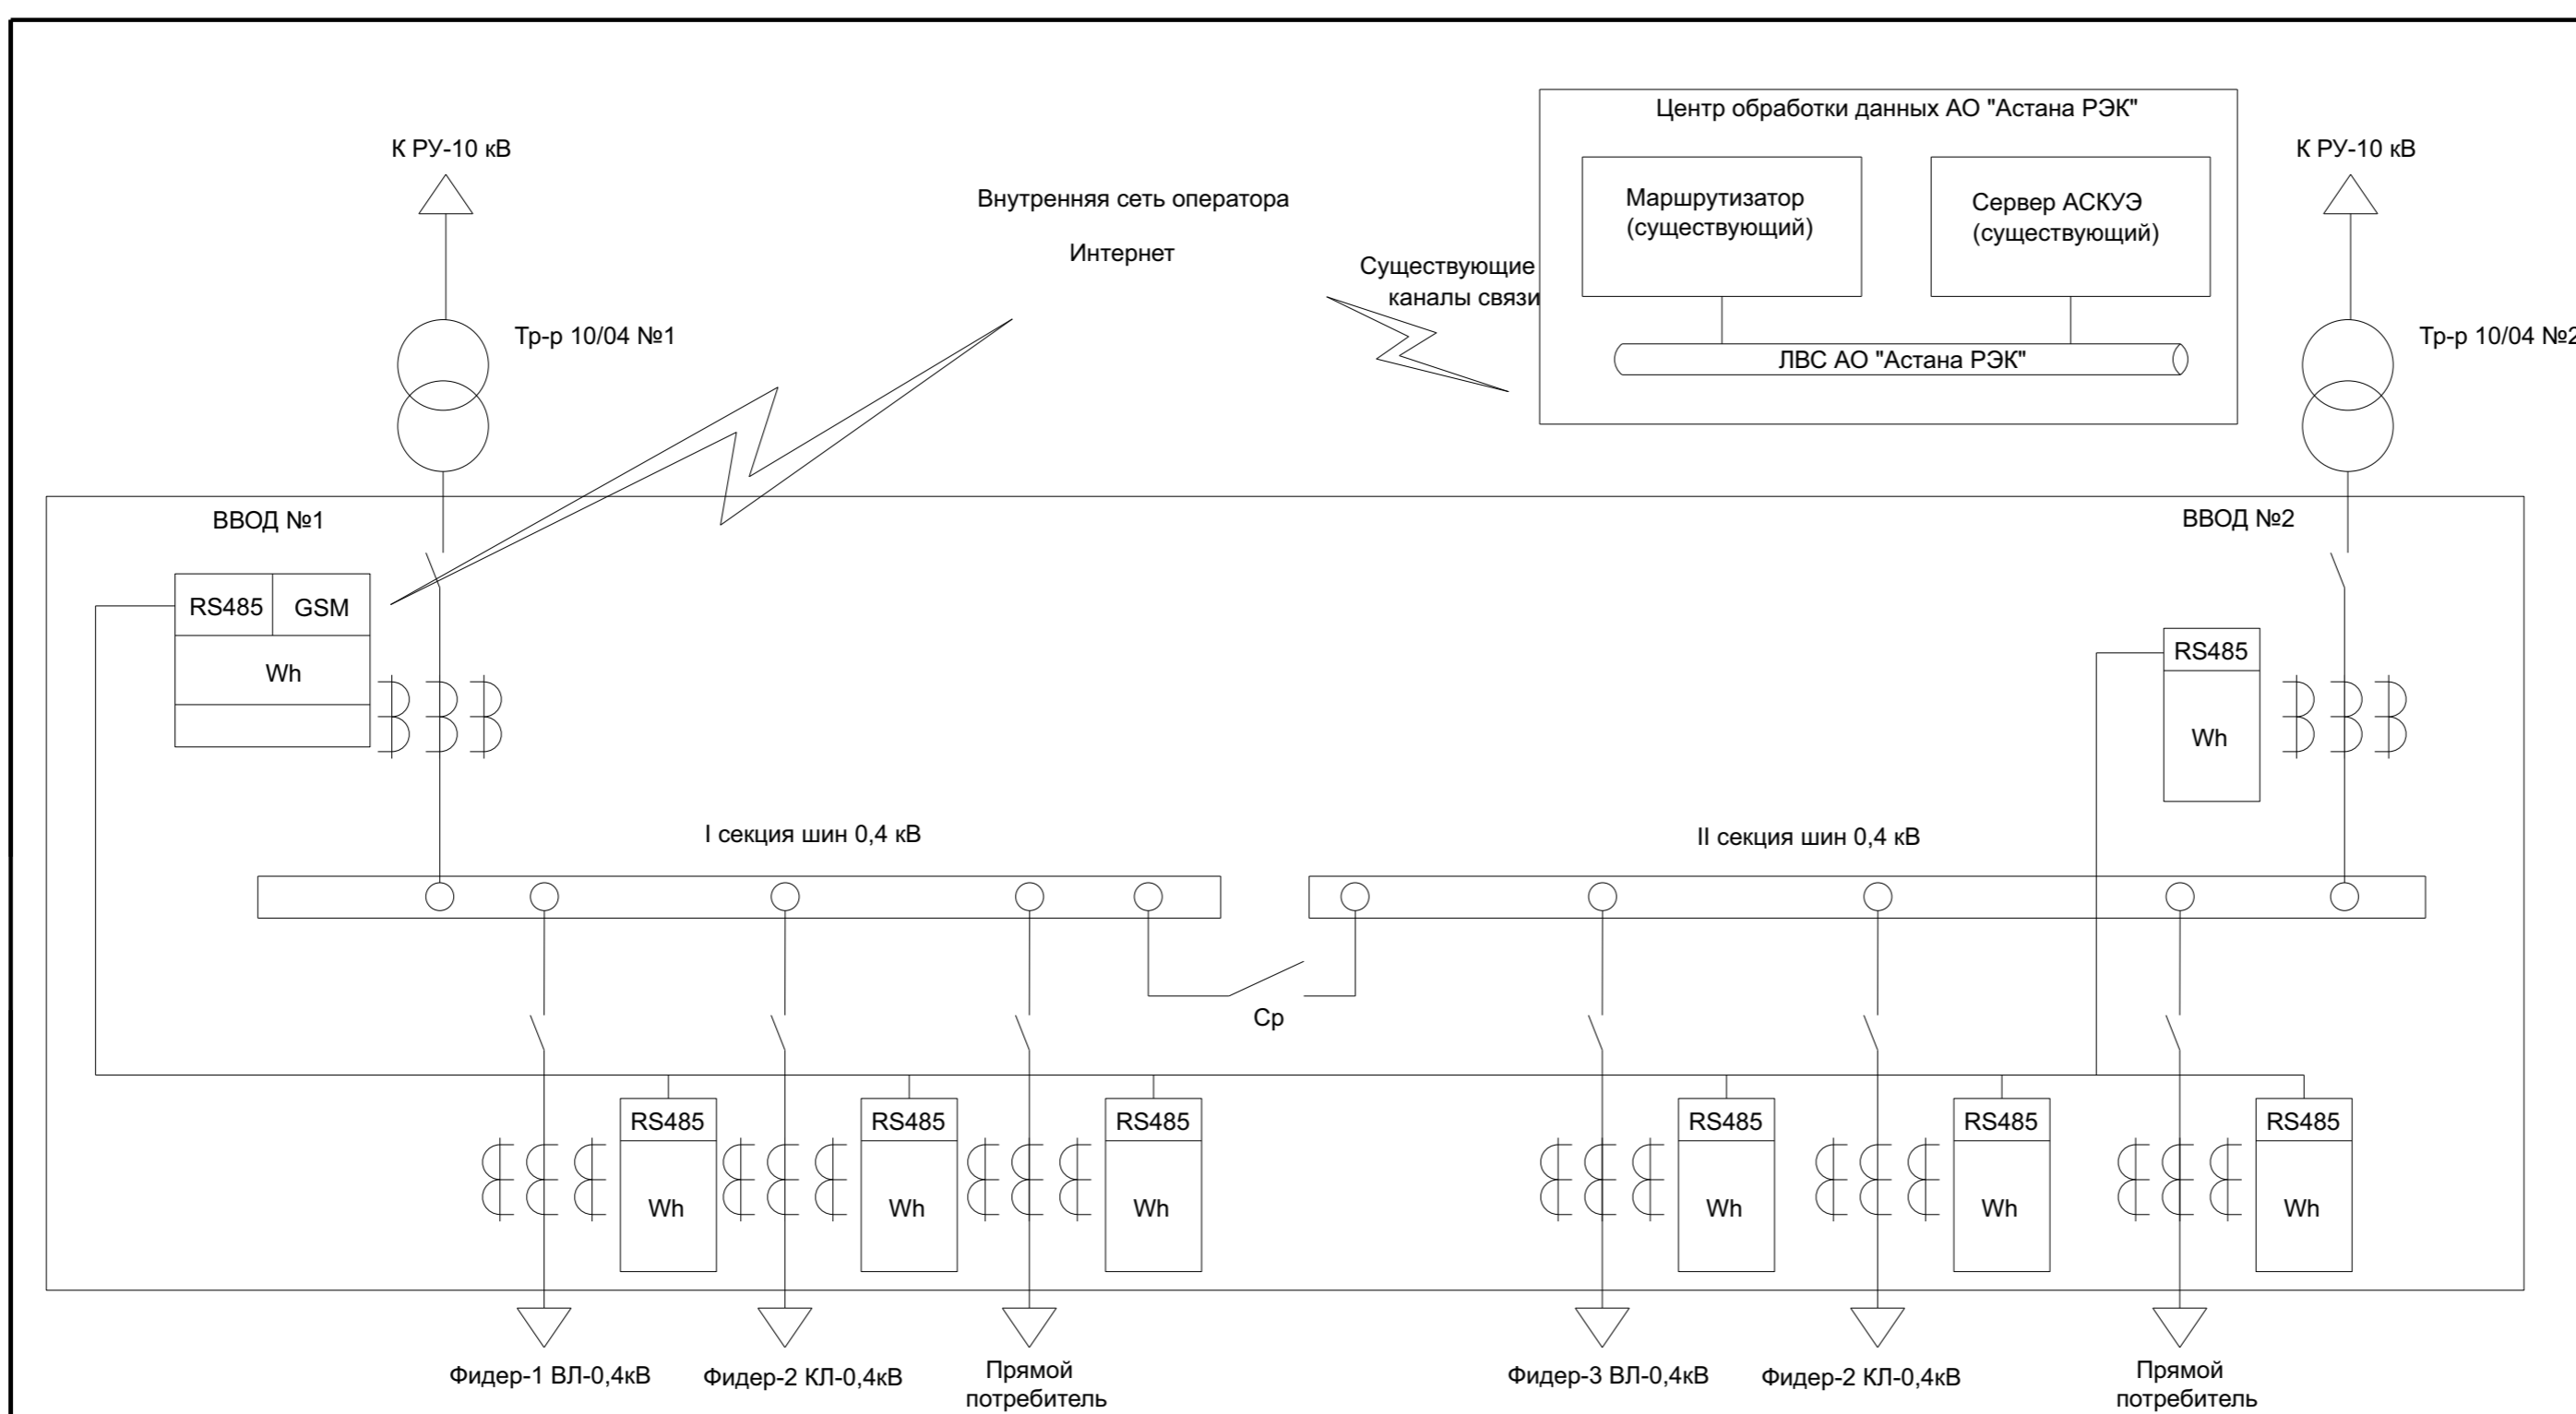 Центр обработки данных АО "Астана РЭК"
К РУ-10 кВ
К РУ-10 кВ
Внутренняя сеть оператора
Интернет
Маршрутизатор
(существующий)
Сервер АСКУЭ
(существующий)
Существующие
каналы связи
Тр-р 10/04 №1
ЛВС АО "Астана РЭК"
Тр-р 10/04 №2
ВВОД №1
ВВОД №2
RS485
GSM
Wh
RS485
Wh
I секция шин 0,4 кВ
II секция шин 0,4 кВ
Ср
RS485
RS485
RS485
RS485
RS485
RS485
Wh
Wh
Wh
Wh
Wh
Wh
Фидер-1 ВЛ-0,4кВ
Фидер-2 КЛ-0,4кВ
Прямой
потребитель
Фидер-3 ВЛ-0,4кВ
Фидер-2 КЛ-0,4кВ
Прямой
потребитель